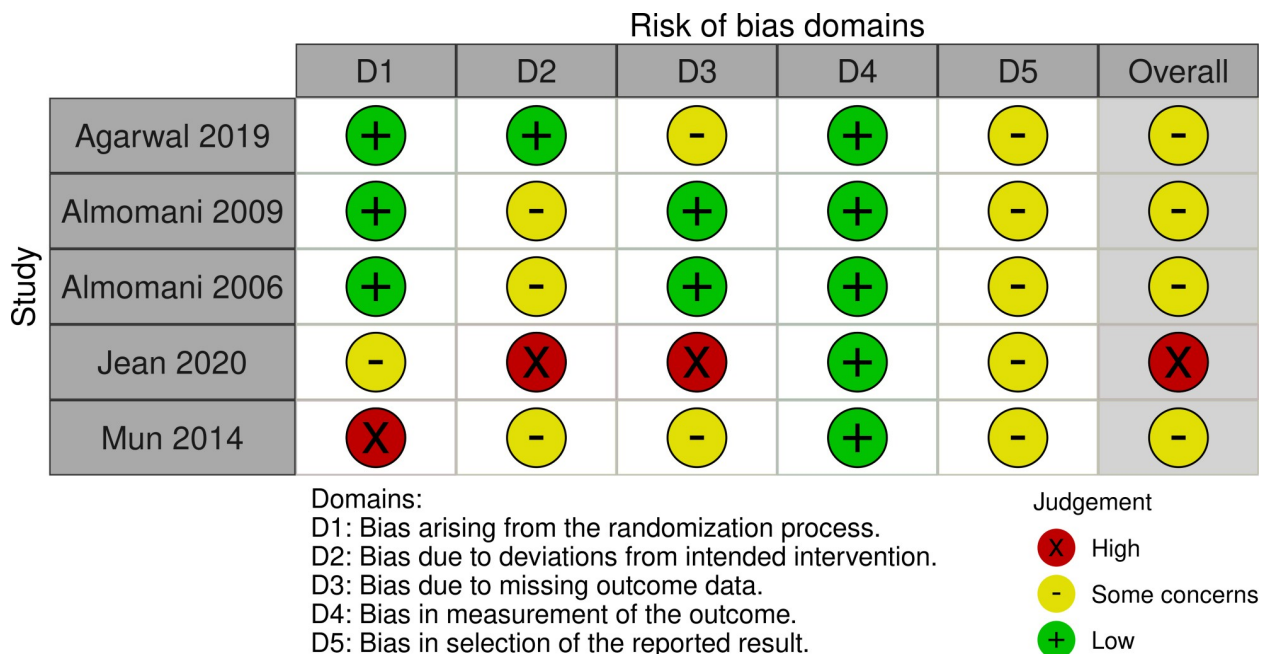 Risk of bias domains
D1 D2 D3 D4 D5 Overall
Study
Agarwal 2019 + + - + - -
Almomani 2009 + - + + - -
Almomani 2006 + - + + - -
Jean 2020 - X X + - X
Mun 2014 X - - + - -
Domains:
D1: Bias arising from the randomization process.
D2: Bias due to deviations from intended intervention.
D3: Bias due to missing outcome data.
D4: Bias in measurement of the outcome.
D5: Bias in selection of the reported result.
Judgement
X High
- Some concerns
+ Low